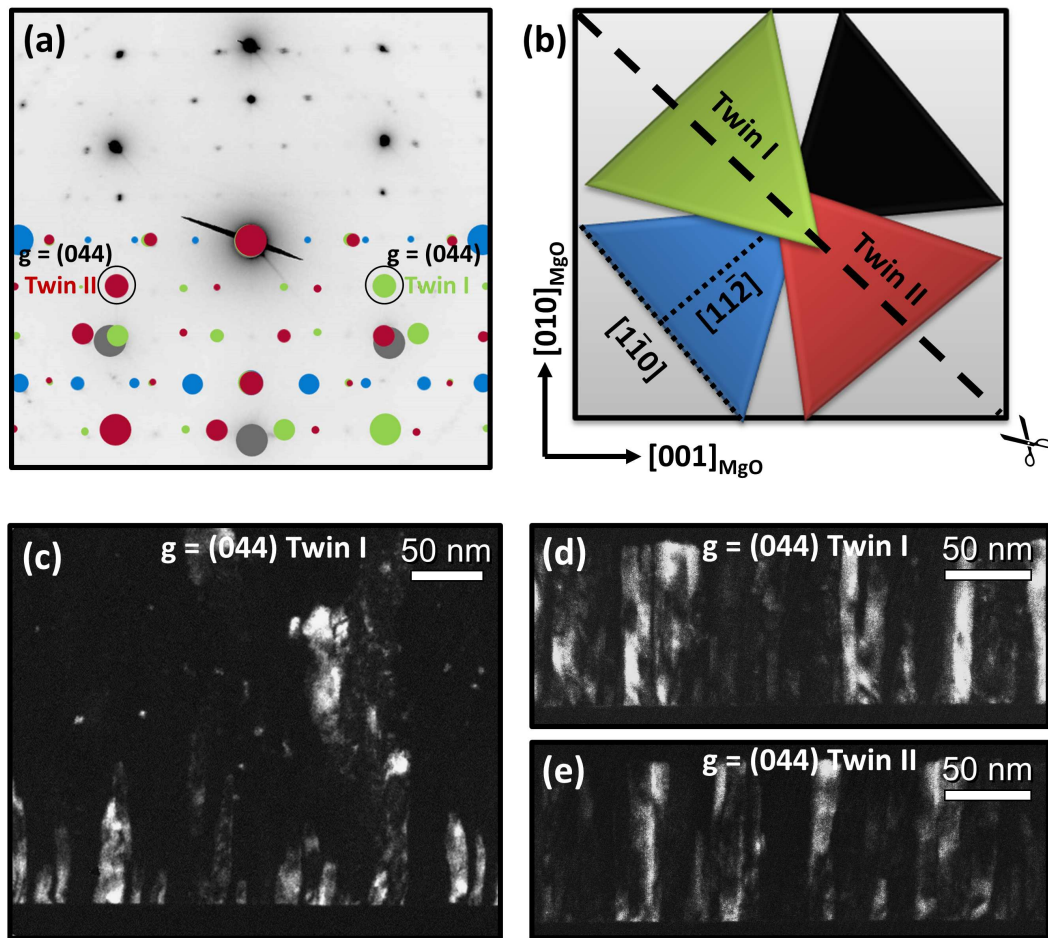 (a)
g = (044)
g = (044)
Twin II
Twin I
(b)
Twin I
Twin II
[11̅0]
[112̅]
[010]MgO
[001]MgO
(c)
g = (044) Twin I
50 nm
(d)
g = (044) Twin I
50 nm
(e)
g = (044) Twin II
50 nm